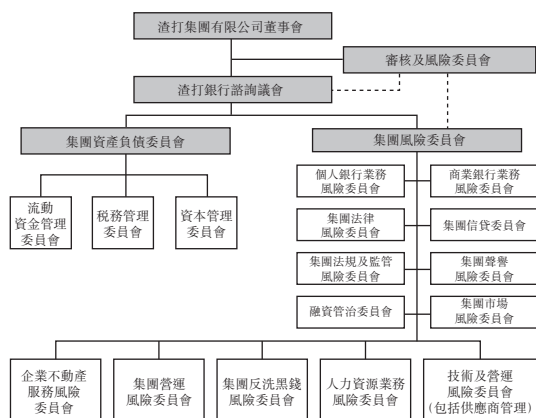 渣打集團有限公司董事會
審核及風險委員會
渣打銀行諮詢議會
集團資產負債委員會
集團風險委員會
流動
資金管理
委員會
稅務管理
委員會
資本管理
委員會
個人銀行業務
風險委員會
商業銀行業務
風險委員會
集團法律
風險委員會
集團信貸委員會
集團法規及監管
風險委員會
集團聲譽
風險委員會
融資管治委員會
集團市場
風險委員會
企業不動產
服務風險
委員會
集團營運
風險委員會
集團反洗黑錢
風險委員會
人力資源業務
風險委員會
技術及營運
風險委員會
(包括供應商管理)